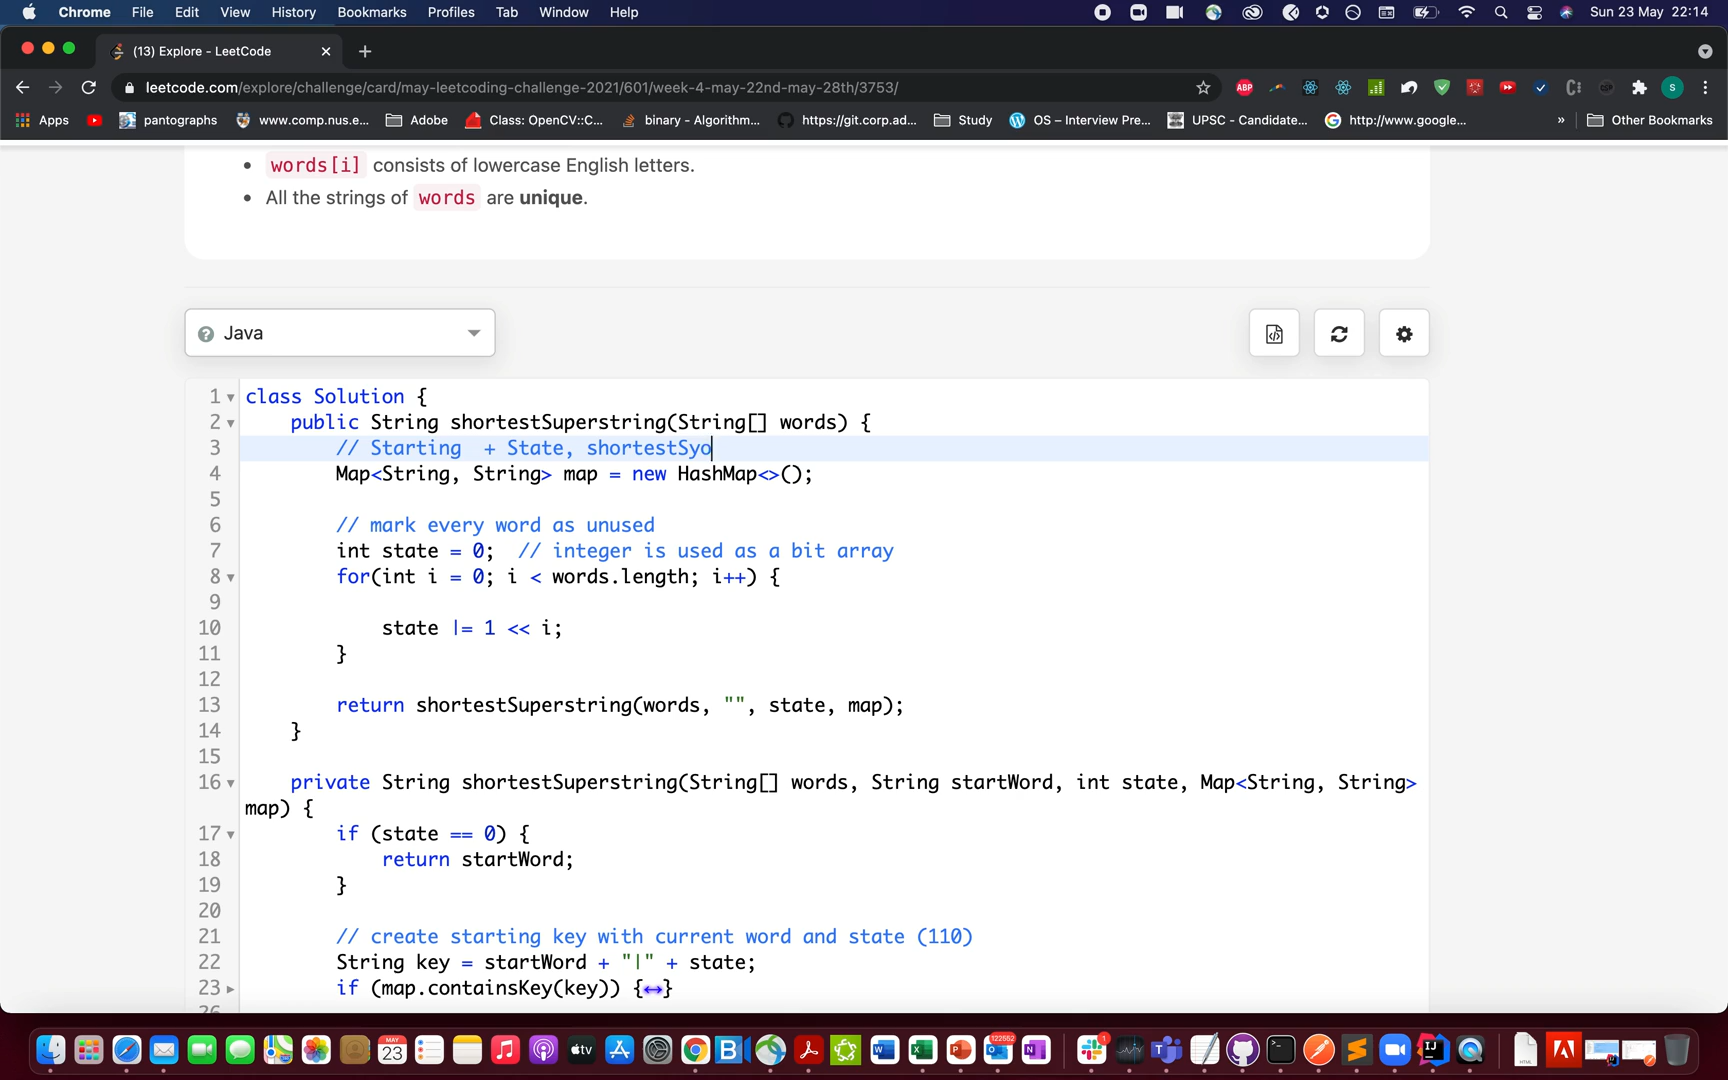 Chrome File Edit View History Bookmarks Profiles Tab Window Help Sun 23 May 22:14
(13) Explore - LeetCode
leetcode.com/explore/challenge/card/may-leetcoding-challenge-2021/601/week-4-may-22nd-may-28th/3753/
Apps pantographs www.comp.nus.e... Adobe Class: OpenCV::C... binary - Algorithm... https://git.corp.ad... Study OS – Interview Pre... UPSC - Candidate... http://www.google... » Other Bookmarks
words[i] consists of lowercase English letters.
All the strings of words are unique.
Java
1 class Solution {
2 public String shortestSuperstring(String[] words) {
3 // Starting  + State, shortestSyo
4 Map<String, String> map = new HashMap<>();
5
6 // mark every word as unused
7 int state = 0;  // integer is used as a bit array
8 for(int i = 0; i < words.length; i++) {
9
10 state |= 1 << i;
11 }
12
13 return shortestSuperstring(words, "", state, map);
14 }
15
16 private String shortestSuperstring(String[] words, String startWord, int state, Map<String, String>
map) {
17 if (state == 0) {
18 return startWord;
19 }
20
21 // create starting key with current word and state (110)
22 String key = startWord + "|" + state;
23 if (map.containsKey(key)) {↔}